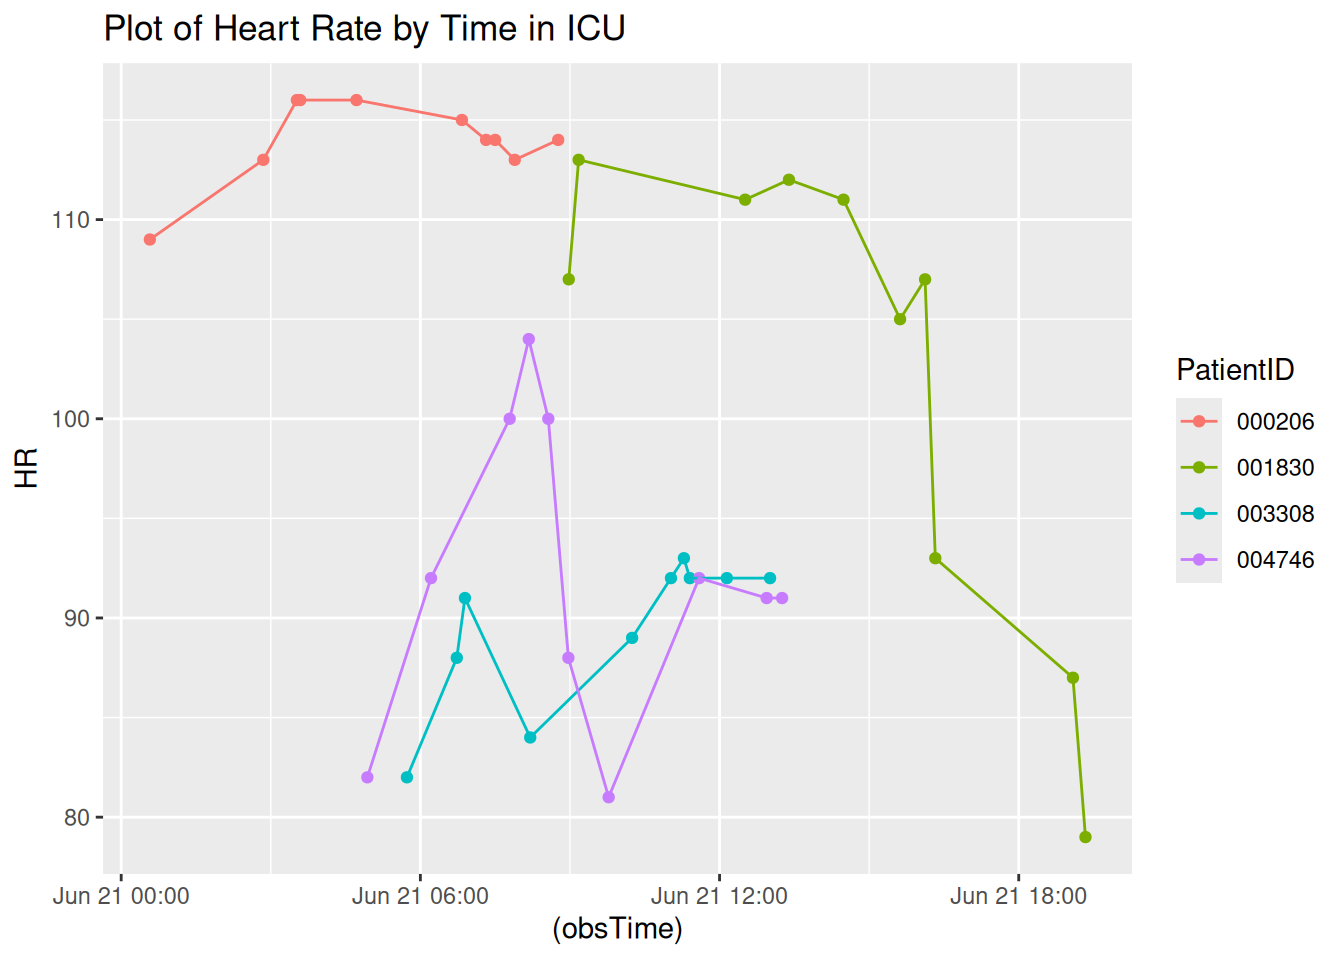 Plot of Heart Rate by Time in ICU
HR
110
100
90
80
Jun 21 00:00
Jun 21 06:00
Jun 21 12:00
Jun 21 18:00
(obsTime)
PatientID
000206
001830
003308
004746